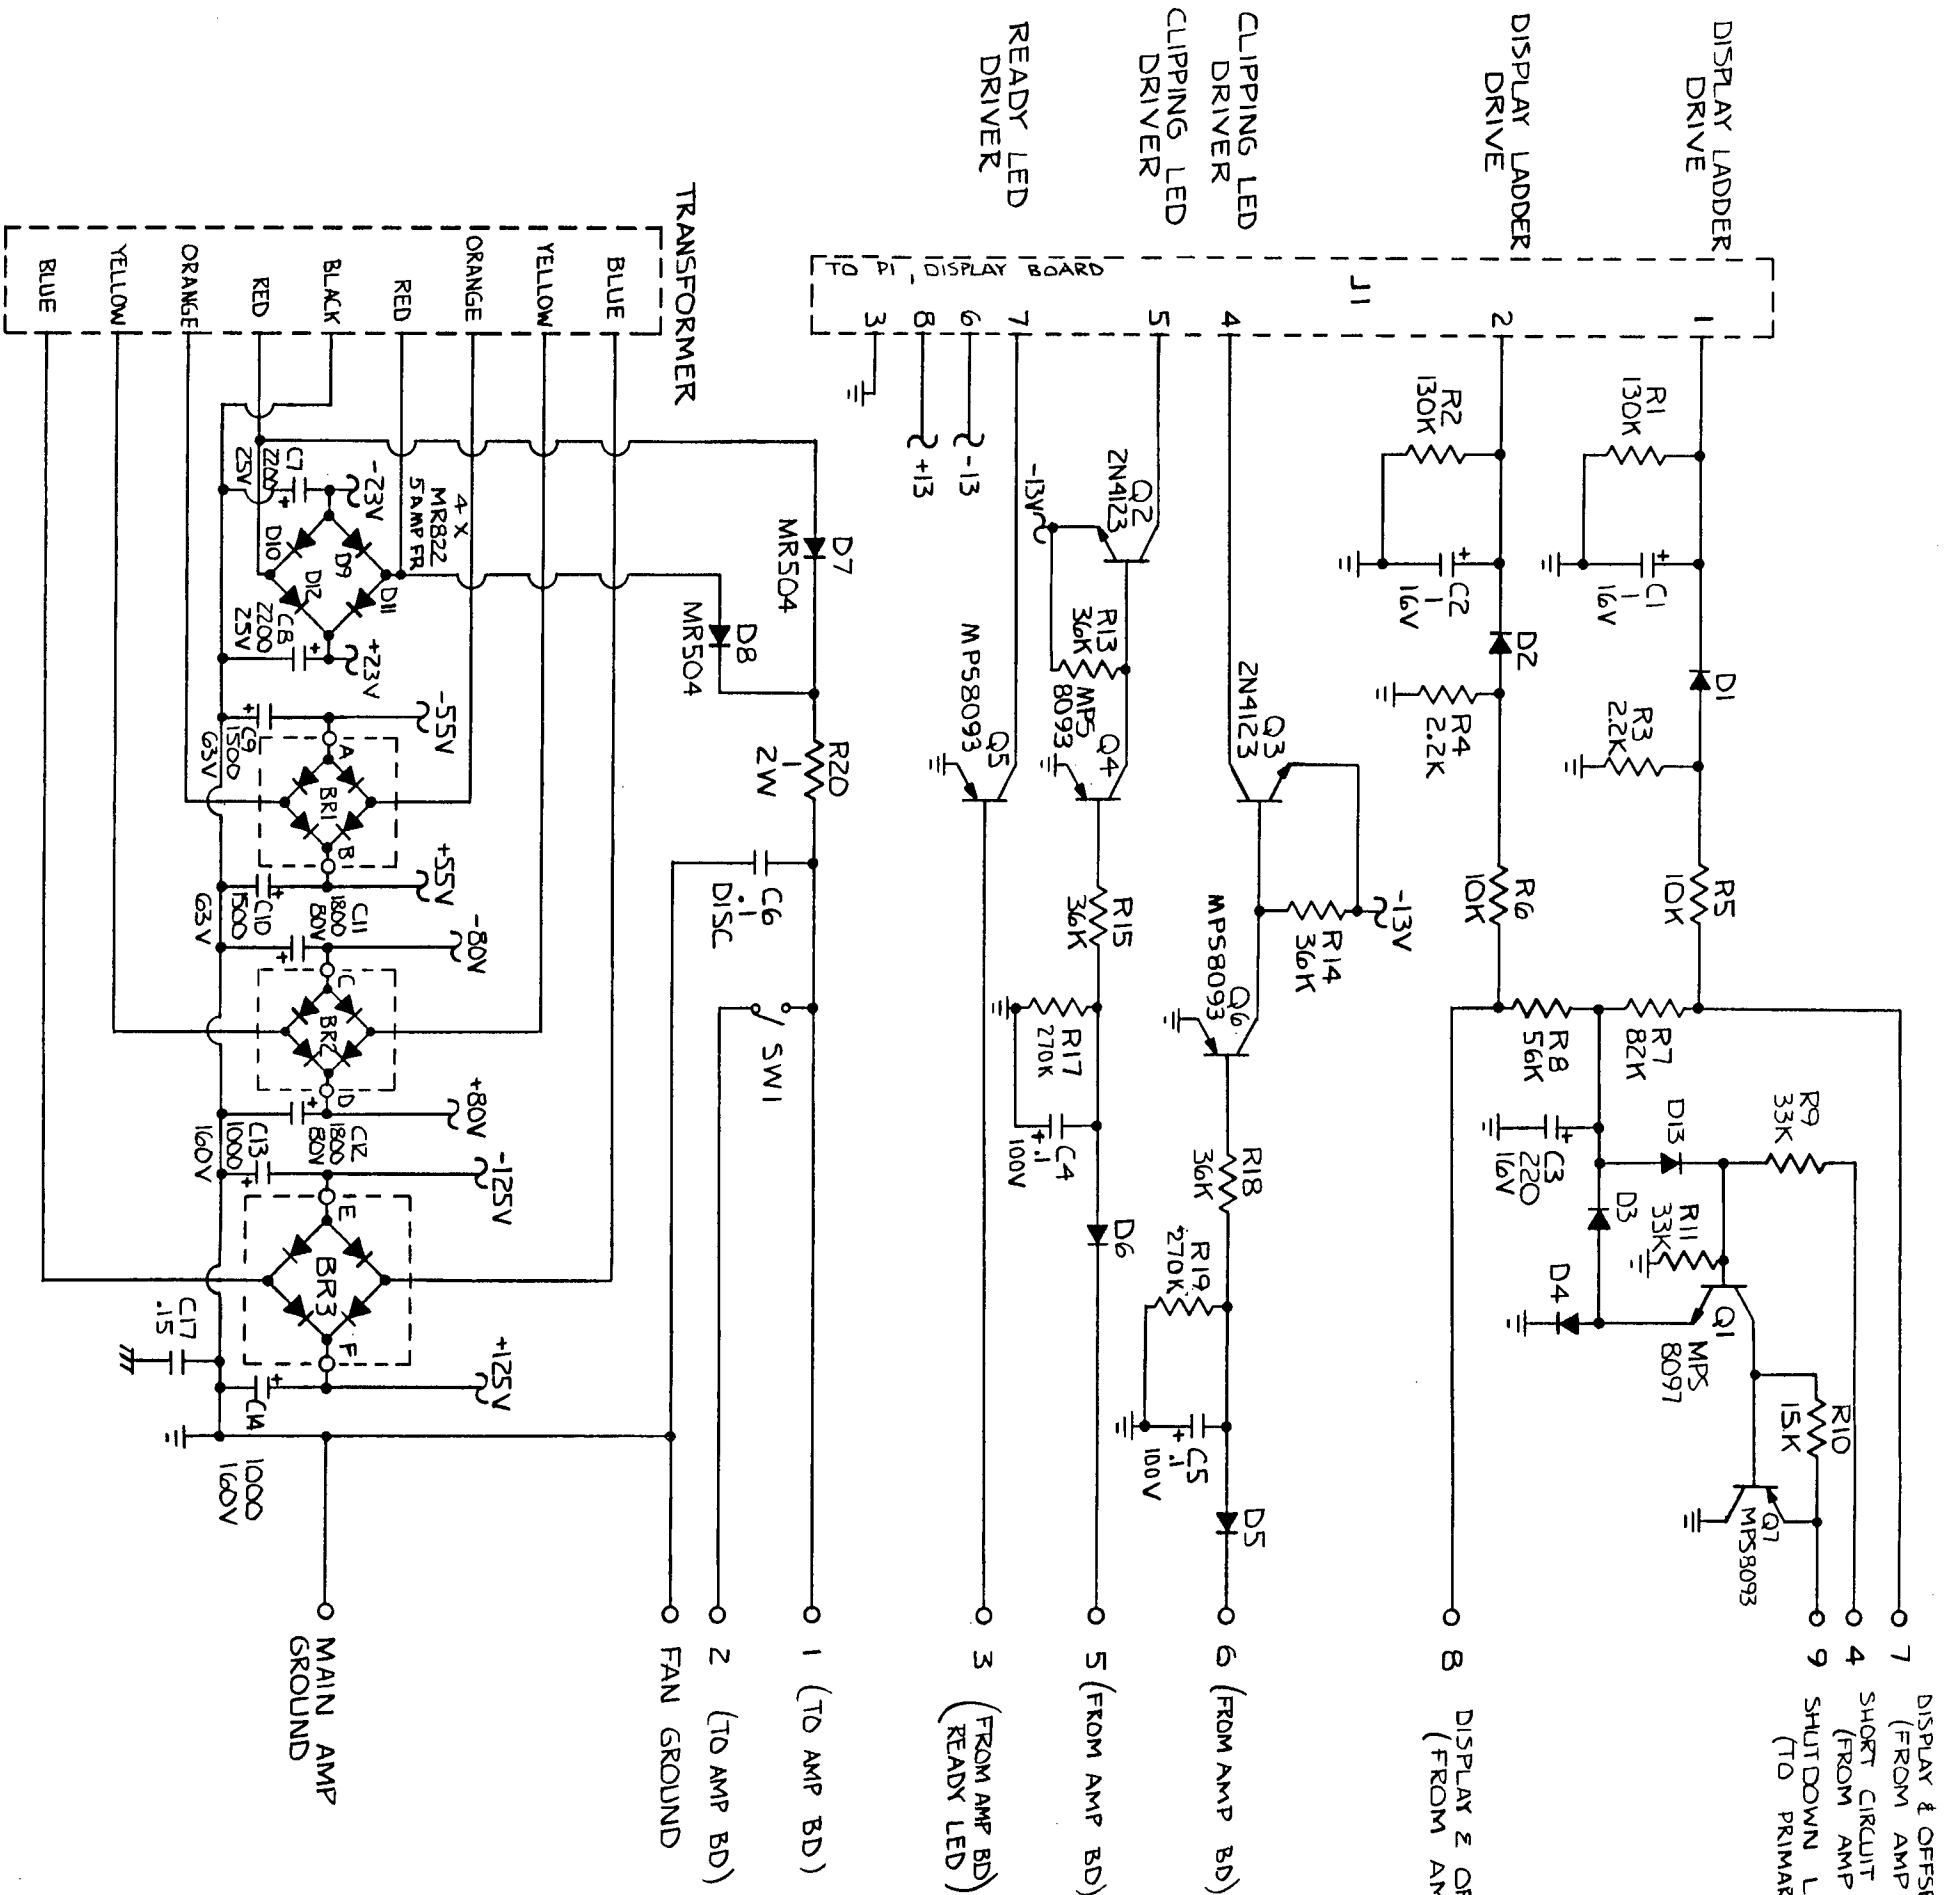 DISPLAY LADDER
DRIVE
DISPLAY LADDER
DRIVE
CLIPPING LED
DRIVER
CLIPPING LED
DRIVER
READY LED
DRIVER
TO P1, DISPLAY BOARD
J1
1
2
4
5
7
6
8
3
-13
+13
R1
130K
C1
1
16V
D1
R3
2.2K
R5
10K
R2
130K
C2
1
16V
D2
R4
2.2K
R6
10K
R7
82K
R8
56K
C3
220
16V
D13
D3
D4
R9
33K
R11
33K
Q1
MPS
8097
R10
15K
Q7
MPS8093
7 DISPLAY & OFFSE
(FROM AMP
4 SHORT CIRCUIT
(FROM AMP
9 SHUTDOWN L
(TO PRIMAR
8 DISPLAY & OF
(FROM AM
Q3
2N4123
R14
36K
-13V
Q6
MPS8093
R18
36K
R19
270K
C5
.1
100V
D5
6 (FROM AMP BD)
Q2
2N4123
-13V
R13
36K
Q4
MPS
8093
R15
36K
R17
270K
C4
.1
100V
D6
5 (FROM AMP BD)
Q5
MPS8093
3 (FROM AMP BD)
(READY LED)
D7
MR504
D8
MR504
R20
1
2W
C6
.1
DISC
SW1
1 (TO AMP BD)
2 (TO AMP BD)
FAN GROUND
MAIN AMP
GROUND
TRANSFORMER
BLUE
YELLOW
ORANGE
RED
BLACK
RED
ORANGE
YELLOW
BLUE
4 X
MR822
5 AMP FR
-23V
C7
2200
25V
D9
D10
D11
D12
+23V
C8
2200
25V
-55V
C9
1500
63V
A
BR1
B
+55V
C10
1500
63V
-80V
C11
1800
80V
C
BR2
D
+80V
C12
1800
80V
-125V
C13
1000
160V
E
BR3
F
+125V
C14
1000
160V
C17
.15